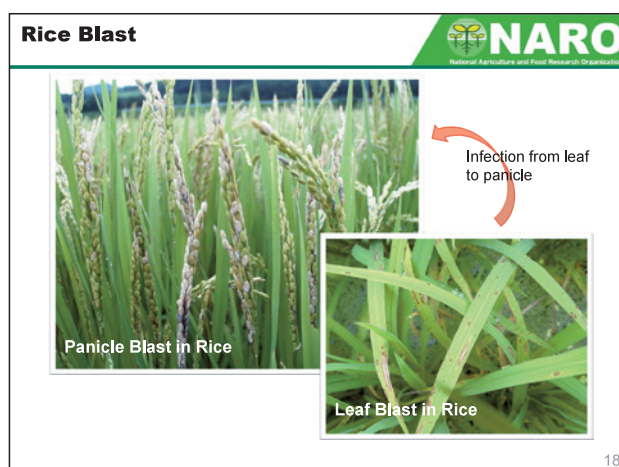 Rice Blast
NARO
National Agriculture and Food Research Organization
Infection from leaf
to panicle
Panicle Blast in Rice
Leaf Blast in Rice
18